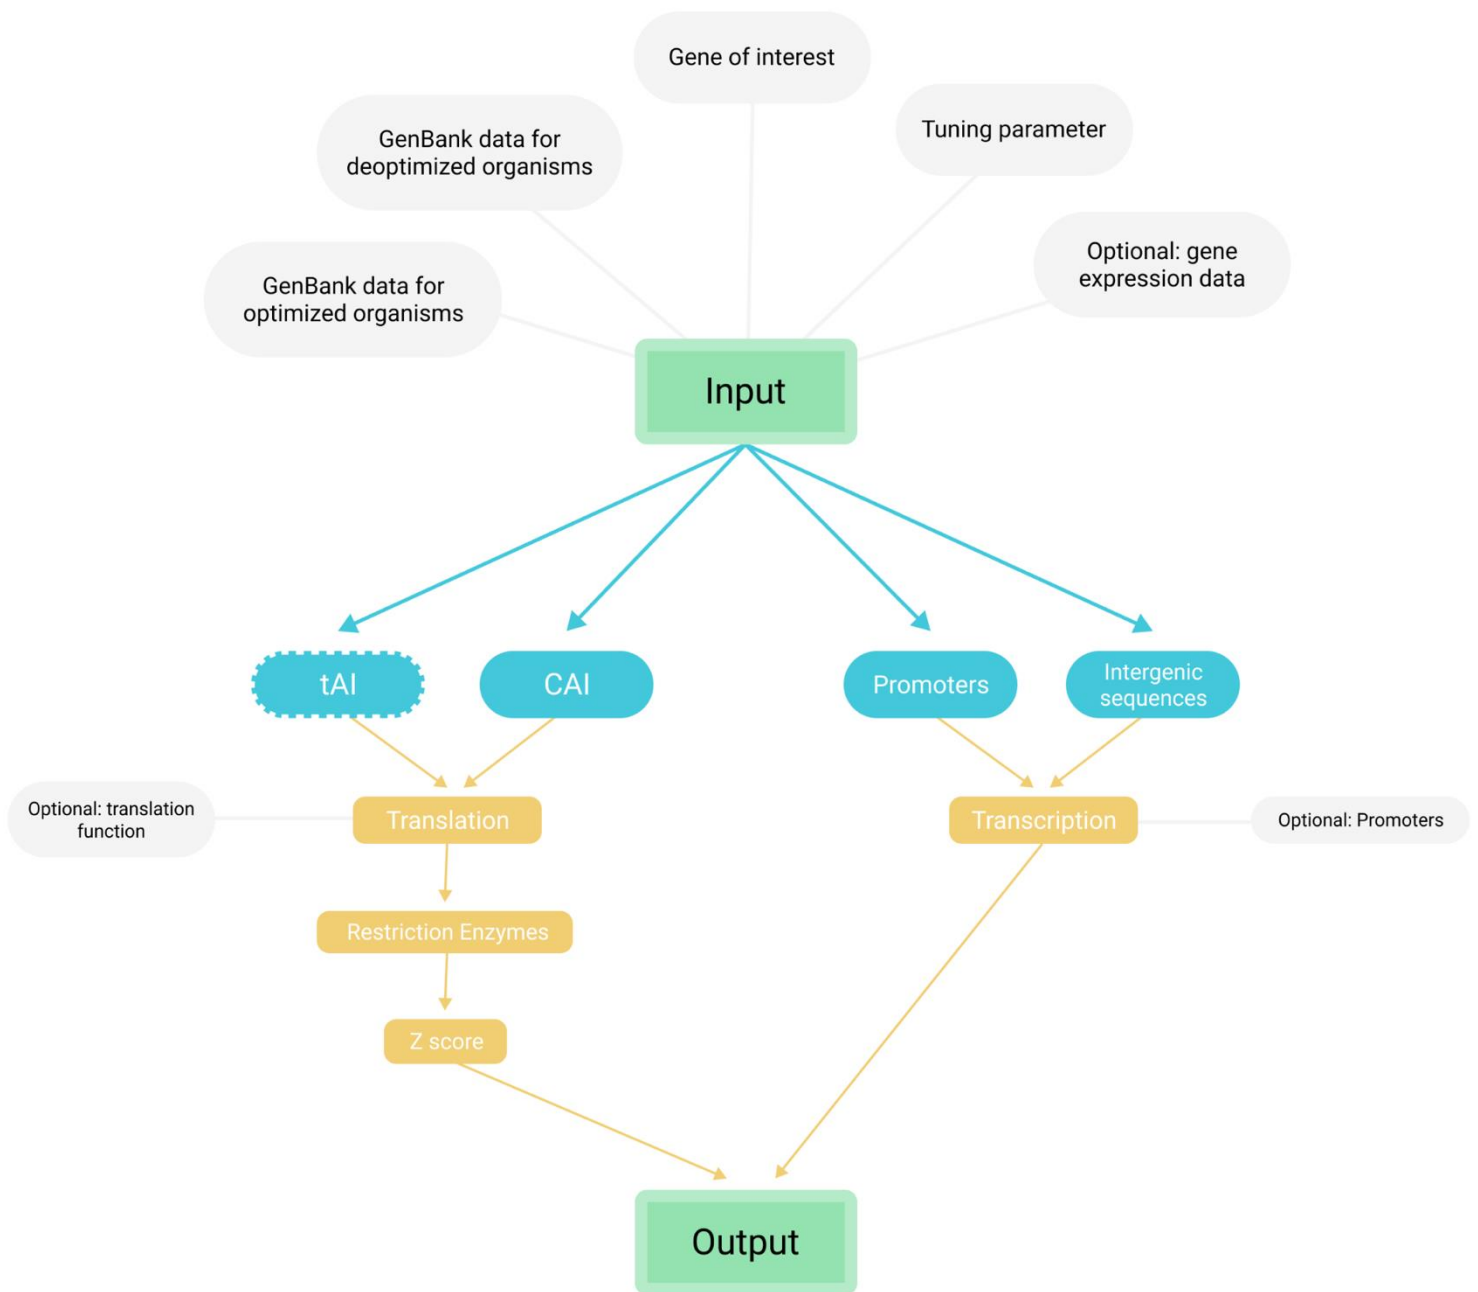 Gene of interest
GenBank data for
deoptimized organisms
Tuning parameter
GenBank data for
optimized organisms
Optional: gene
expression data
Input
tAI
CAI
Promoters
Intergenic
sequences
Optional: translation
function
Translation
Transcription
Optional: Promoters
Restriction Enzymes
Z score
Output